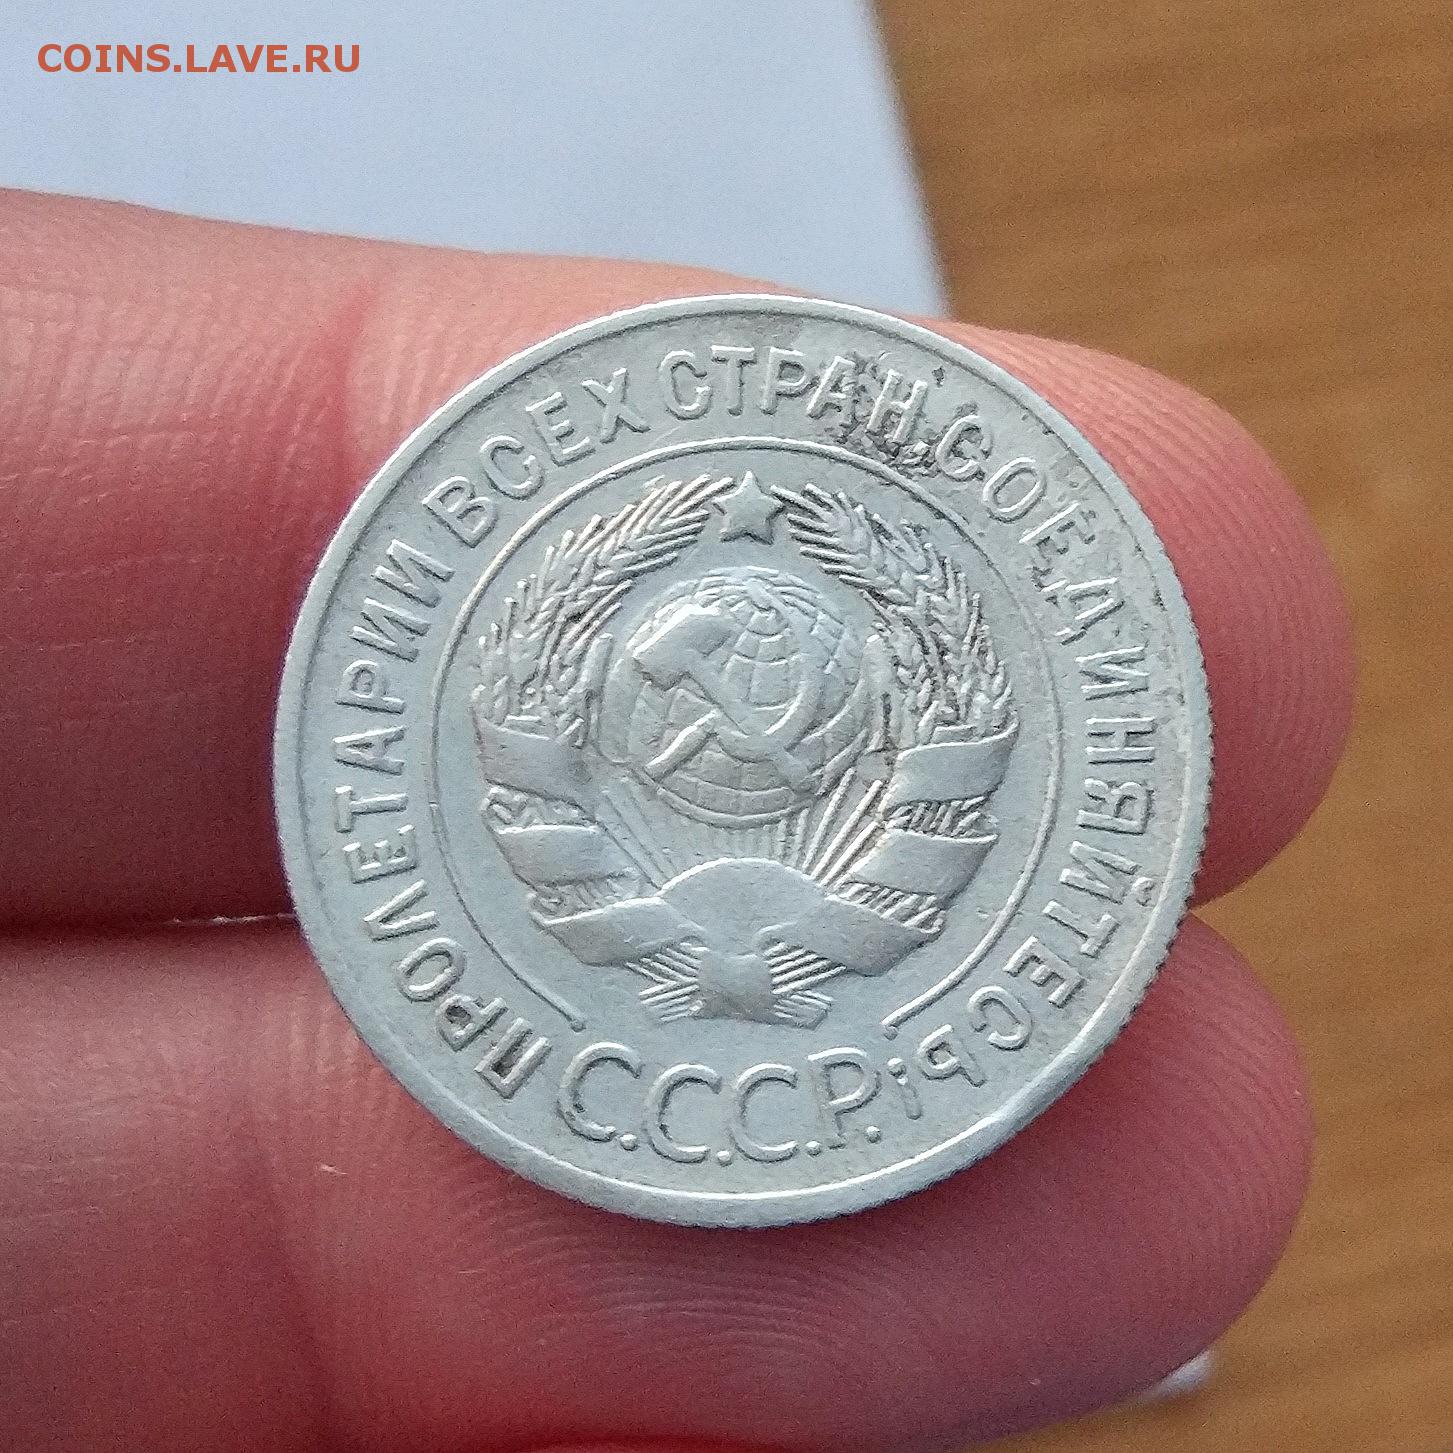 COINS.LAVE.RU
ПРОЛЕТАРИИ ВСЕХ СТРАН, СОЕДИНЯЙТЕСЬ!
С.С.С.Р.